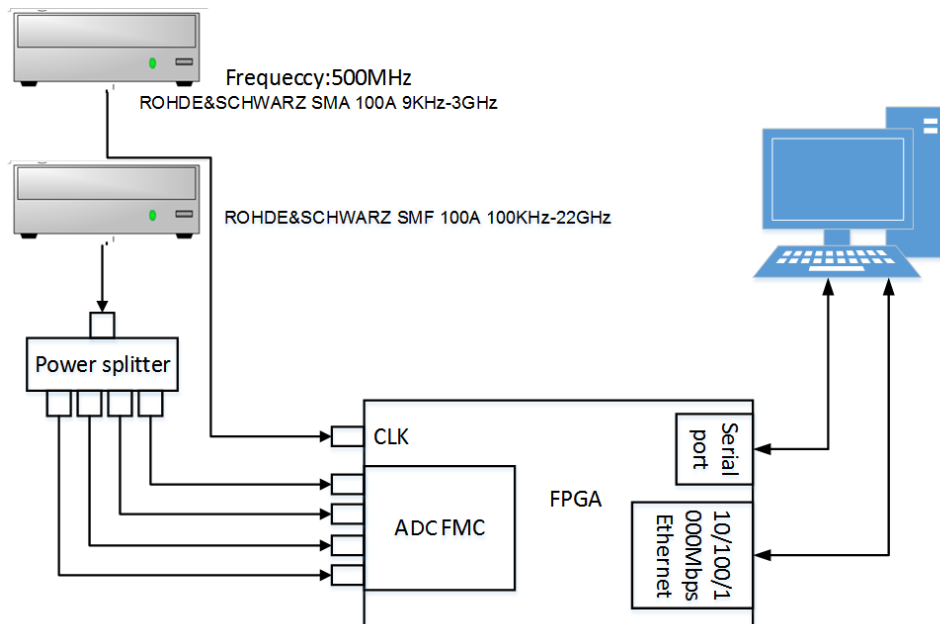 Frequeccy:500MHz
ROHDE&SCHWARZ SMA 100A 9KHz-3GHz
ROHDE&SCHWARZ SMF 100A 100KHz-22GHz
Power splitter
CLK
ADC FMC
FPGA
Serial
port
10/100/1
000Mbps
Ethernet